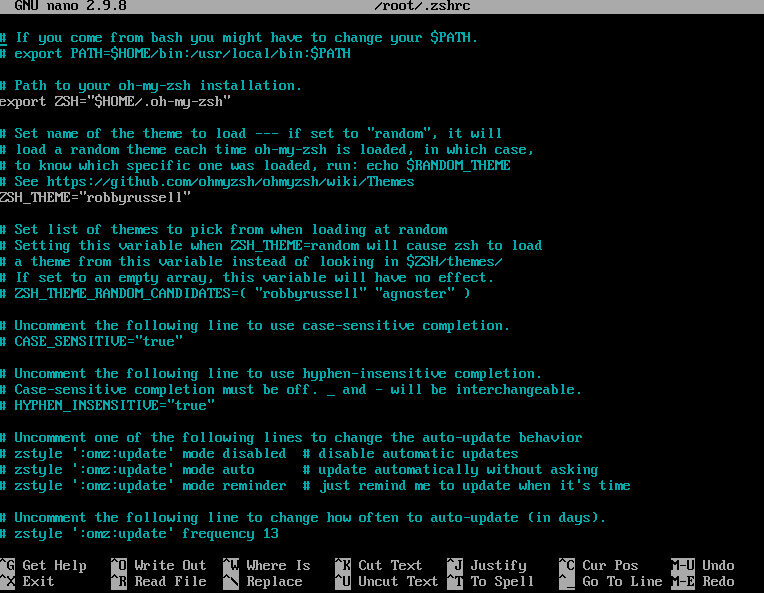 GNU nano 2.9.8 /root/.zshrc
# If you come from bash you might have to change your $PATH.
# export PATH=$HOME/bin:/usr/local/bin:$PATH
# Path to your oh-my-zsh installation.
export ZSH="$HOME/.oh-my-zsh"
# Set name of the theme to load --- if set to "random", it will
# load a random theme each time oh-my-zsh is loaded, in which case,
# to know which specific one was loaded, run: echo $RANDOM_THEME
# See https://github.com/ohmyzsh/ohmyzsh/wiki/Themes
ZSH_THEME="robbyrussell"
# Set list of themes to pick from when loading at random
# Setting this variable when ZSH_THEME=random will cause zsh to load
# a theme from this variable instead of looking in $ZSH/themes/
# If set to an empty array, this variable will have no effect.
# ZSH_THEME_RANDOM_CANDIDATES=( "robbyrussell" "agnoster" )
# Uncomment the following line to use case-sensitive completion.
# CASE_SENSITIVE="true"
# Uncomment the following line to use hyphen-insensitive completion.
# Case-sensitive completion must be off. _ and - will be interchangeable.
# HYPHEN_INSENSITIVE="true"
# Uncomment one of the following lines to change the auto-update behavior
# zstyle ':omz:update' mode disabled  # disable automatic updates
# zstyle ':omz:update' mode auto      # update automatically without asking
# zstyle ':omz:update' mode reminder  # just remind me to update when it's time
# Uncomment the following line to change how often to auto-update (in days).
# zstyle ':omz:update' frequency 13
^G Get Help ^O Write Out ^W Where Is ^K Cut Text ^J Justify ^C Cur Pos M-U Undo
^X Exit ^R Read File ^\ Replace ^U Uncut Text ^T To Spell ^_ Go To Line M-E Redo